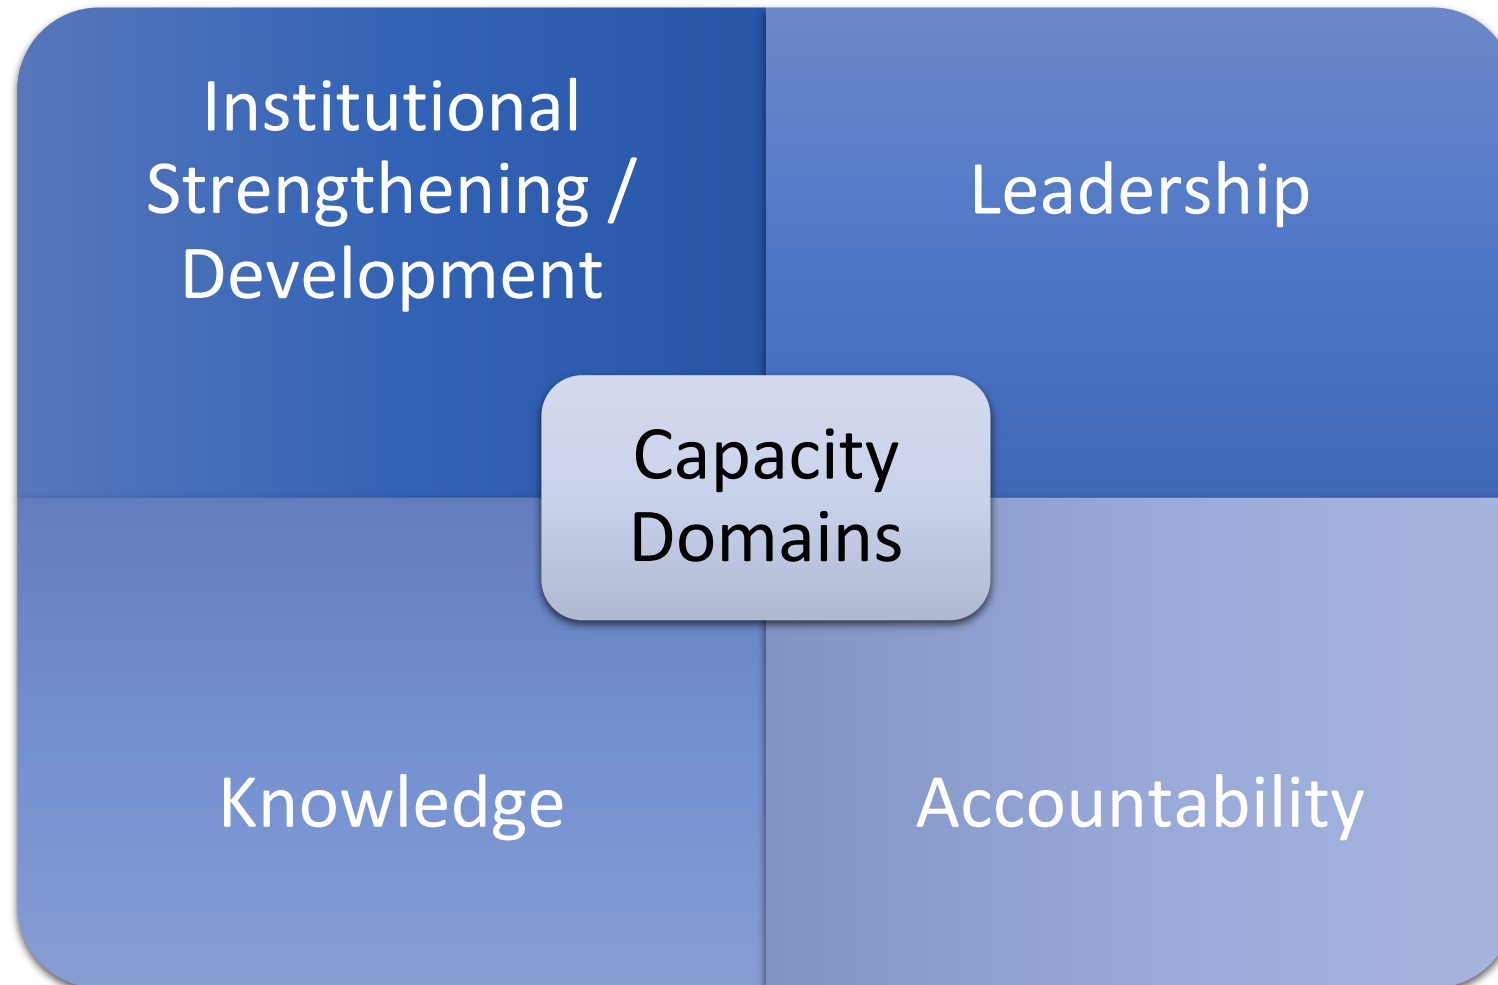 Institutional
Strengthening /
Development
Leadership
Capacity
Domains
Knowledge
Accountability